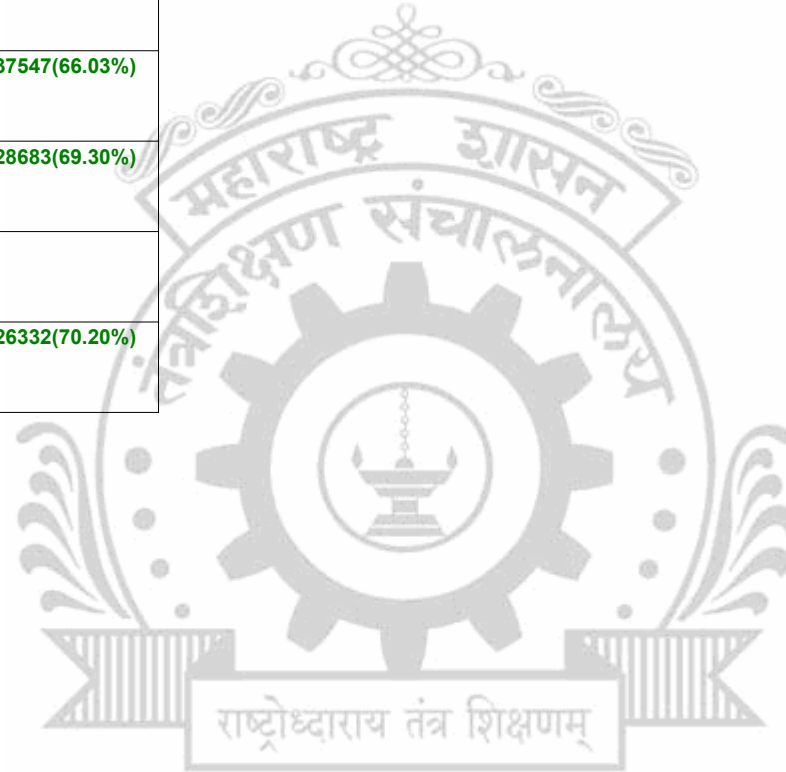 37547(66.03%)
28683(69.30%)
26332(70.20%)
महाराष्ट्र शासन
तंत्रशिक्षण संचालनालय
राष्ट्रोध्दाराय तंत्र शिक्षणम्